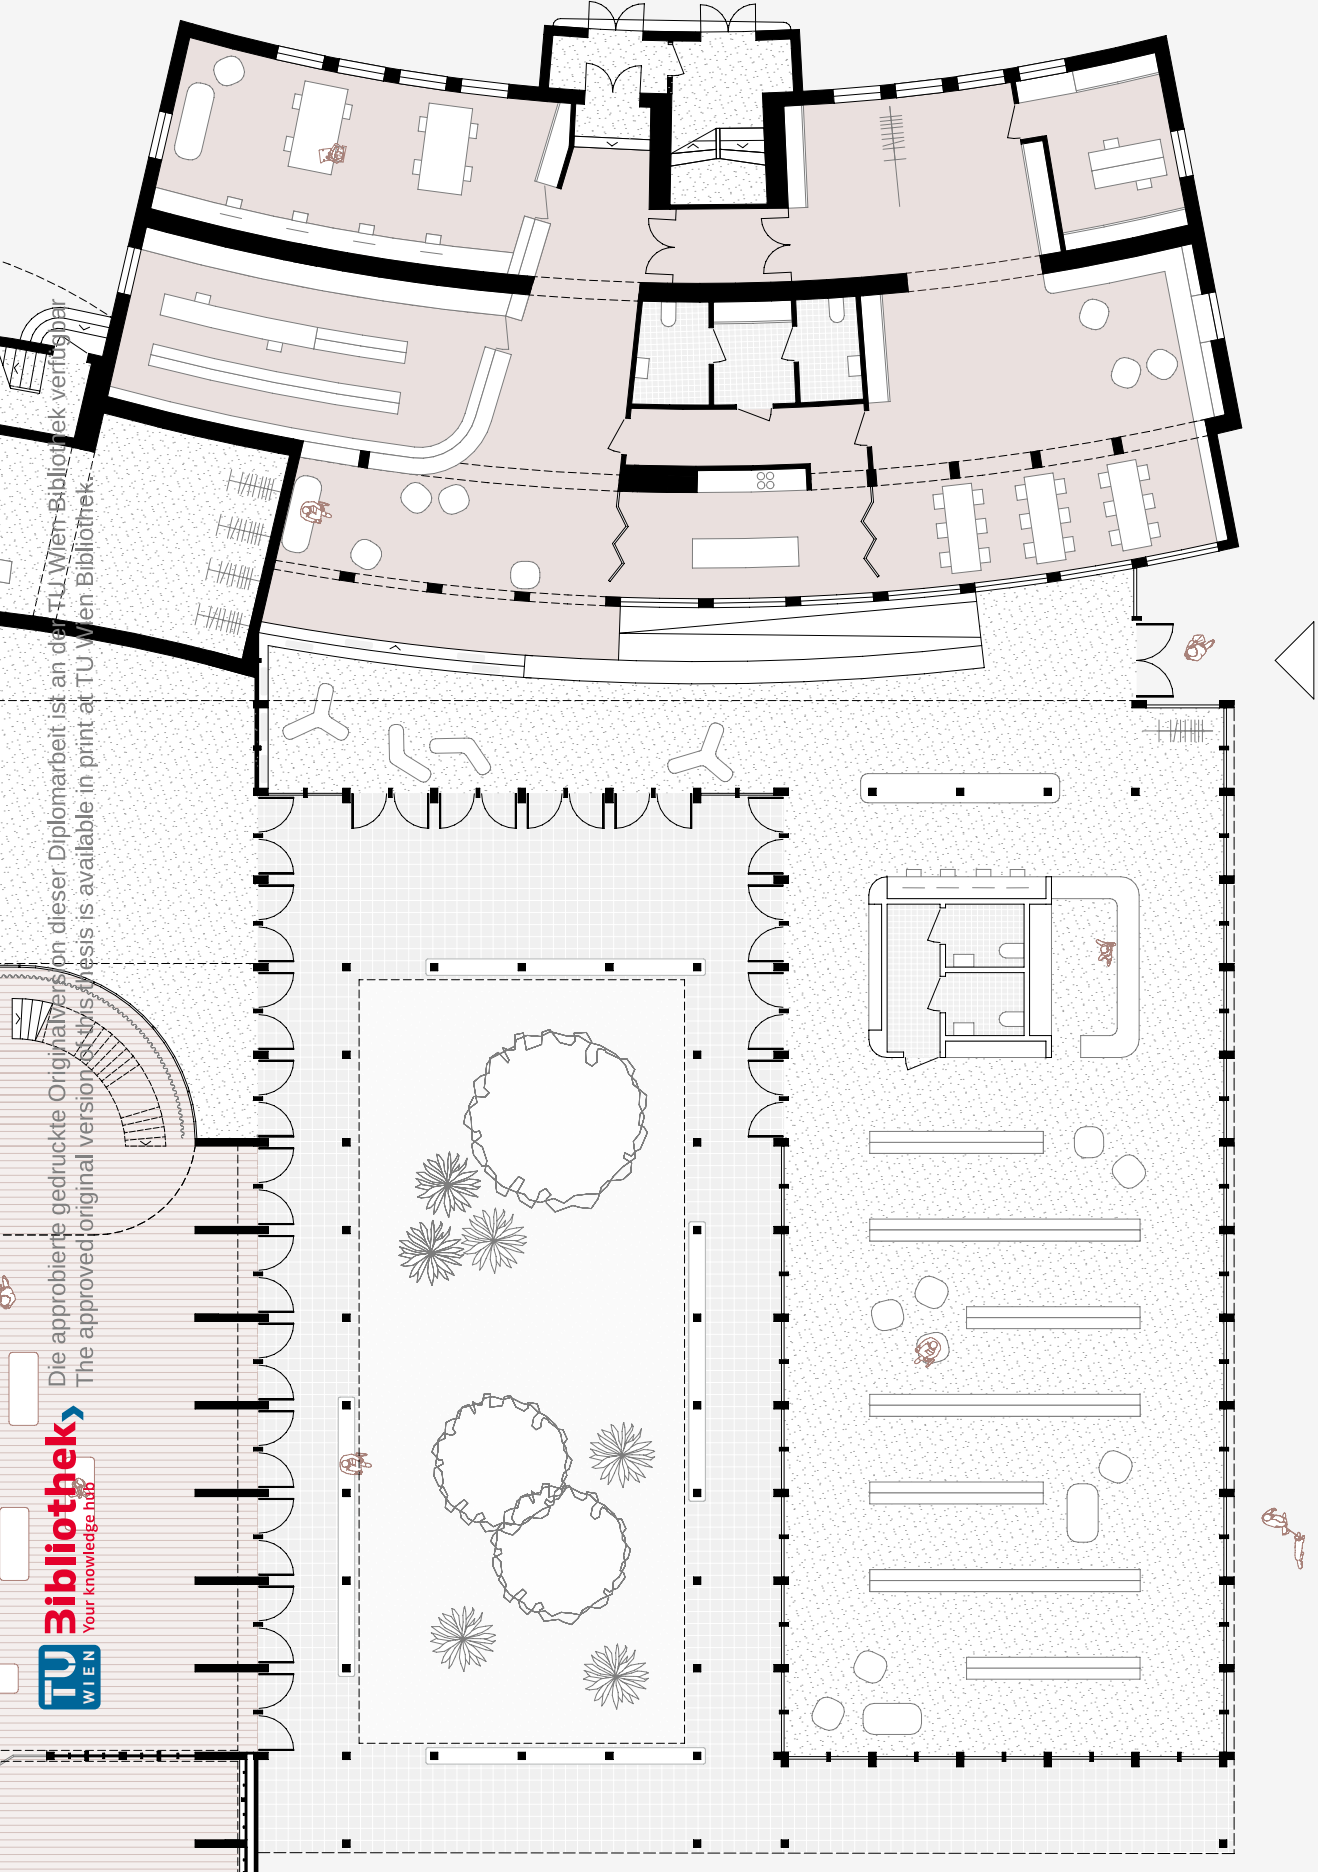 Die approbierte gedruckte Originalversion dieser Diplomarbeit ist an der TU Wien Bibliothek verfügbar
The approved original version of this thesis is available in print at TU Wien Bibliothek.
TU WIEN
Bibliothek
Your knowledge hub